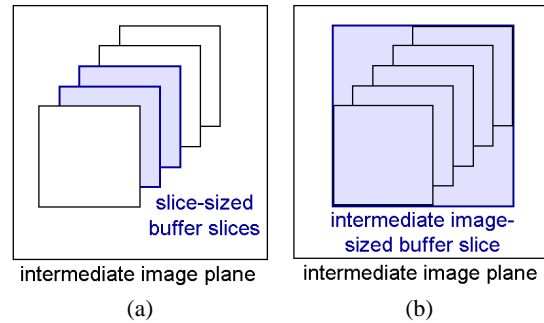 slice-sized
buffer slices
intermediate image plane
(a)
intermediate image-
sized buffer slice
intermediate image plane
(b)